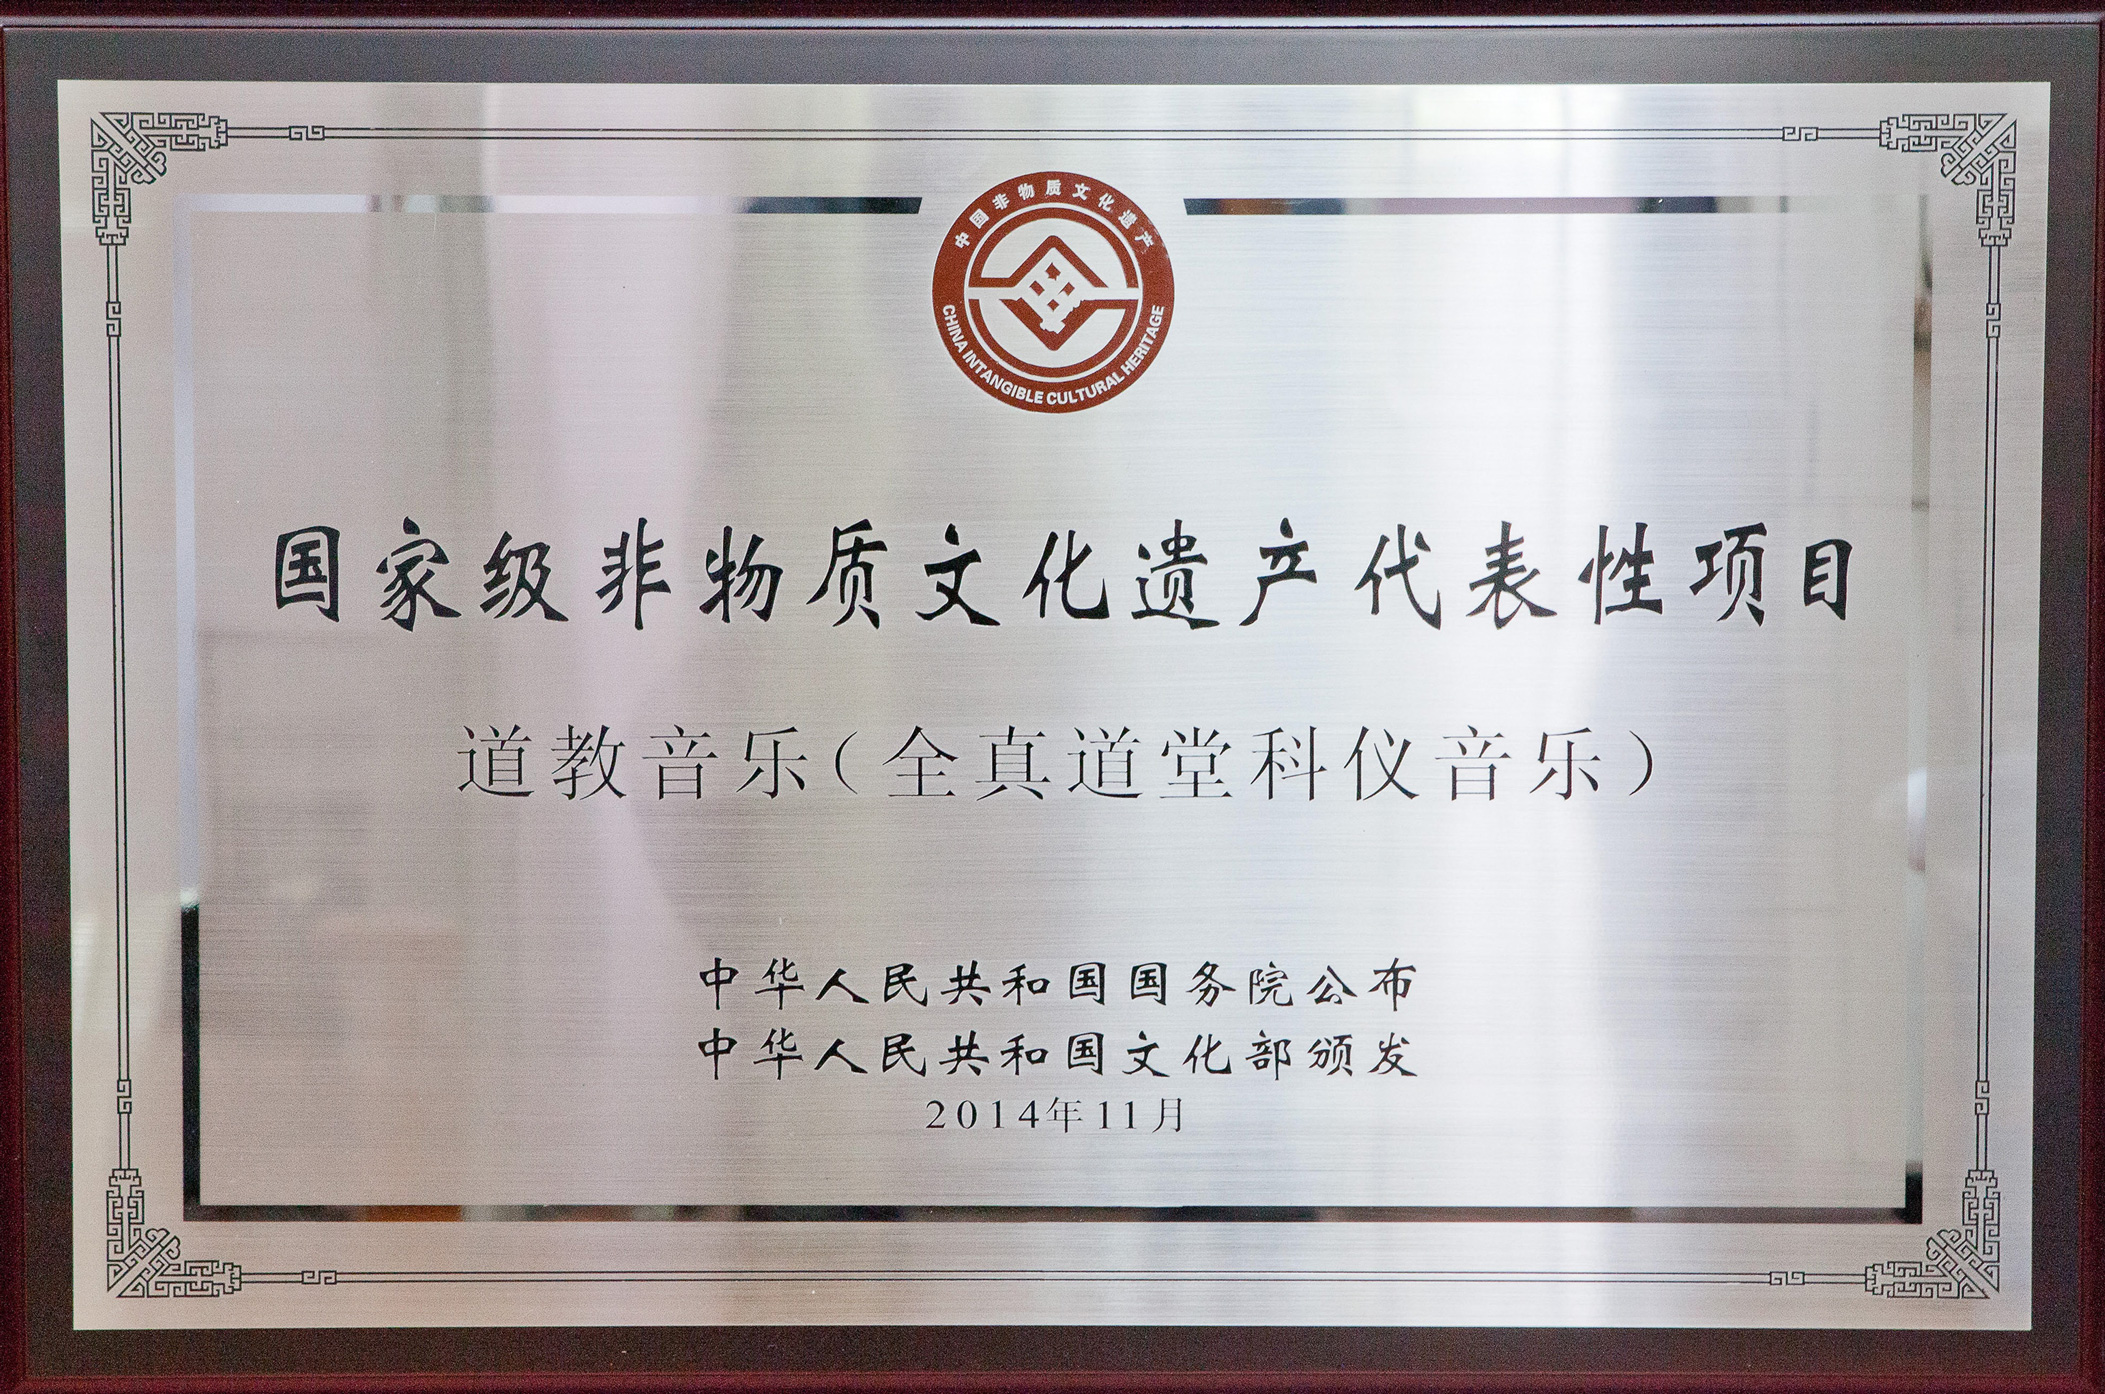 中国非物质文化遗产
CHINA INTANGIBLE CULTURAL HERITAGE
国家级非物质文化遗产代表性项目
道教音乐（全真道堂科仪音乐）
中华人民共和国国务院公布
中华人民共和国文化部颁发
2014年11月